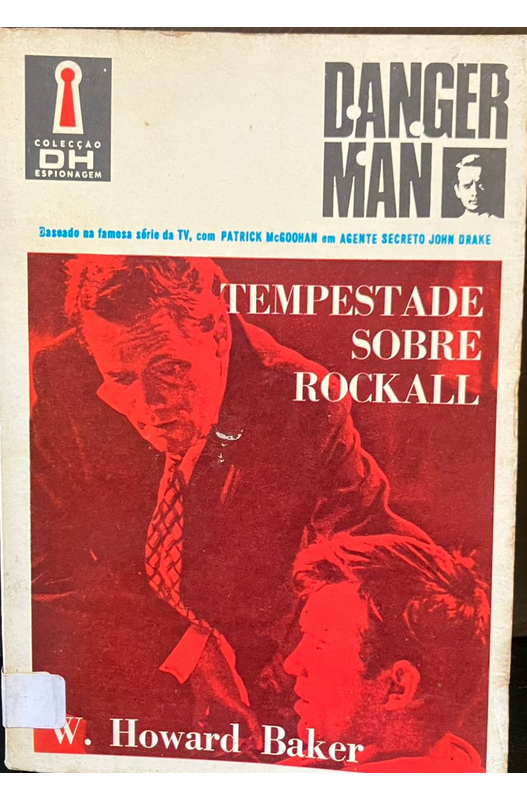 COLECÇÃO
DH
ESPIONAGEM
DANGER
MAN
Baseado na famosa série da TV, com PATRICK McGOOHAN em AGENTE SECRETO JOHN DRAKE
TEMPESTADE
SOBRE
ROCKALL
W. Howard Baker